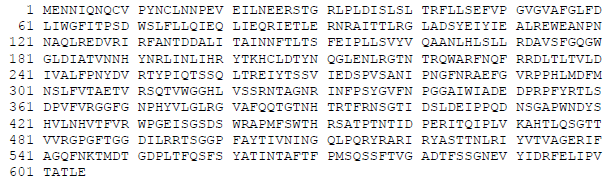 1 MENNIQNQCV PYNCLNNPEV EILNEERSTG RLPLDISLSL TRFLLSEFVP GVGVAFGLFD
61 LIWGFITPSD WSLFLLQIEQ LIEQRIETLE RNRAITTLRG LADSYEIYIE ALREWEANPN
121 NAQLREDVRI RFANTDDALI TAINNFTLTS FEIPLLSVYV QAANLHLSLL RDAVSFGQGW
181 GLDIATVNNH YNRLINLIHR YTKHCLDTYN QGLENLRGTN TRQWARFNQF RRDLTLTVLD
241 IVALFPNYDV RTYPIQTSSQ LTREIYTSSV IEDSPVSANI PNGFNRAEFG VRPPHLMDFM
301 NSLFVTAETV RSQTVWGGHL VSSRNTAGNR INFPSYGVFN PGGAIWIADE DPRPFYRTLS
361 DPVFVRGGFG NPHYVLGLRG VAFQQTGTNH TRTFRNSGTI DSLDEIPPQD NSGAPWNDYS
421 HVLNHVTFVR WPGEISGSDS WRAPMFSWTH RSATPTNTID PERITQIPLV KAHTLQSGTT
481 VVRGPGFTGG DILRRTSGGP FAYTIVNING QLPQRYRARI RYASTTNLRI YVTVAGERIF
541 AGQFNKTMDT GDPLTFQSFS YATINTAFTF PMSQSSFTVG ADTFSSGNEV YIDRFELIPV
601 TATLE